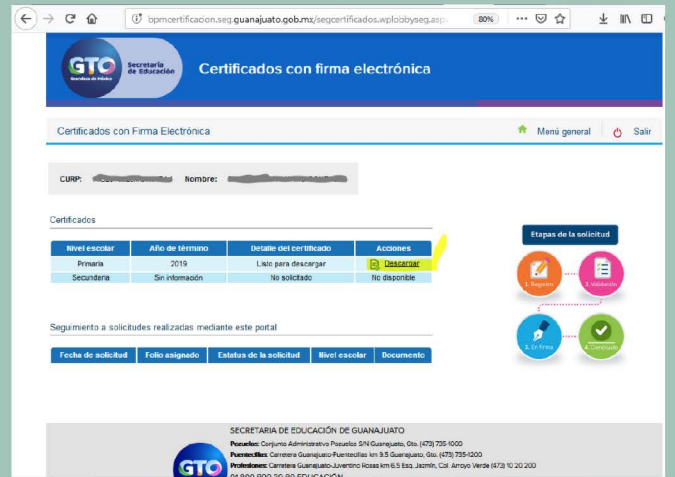 bpmcertificacion.seg.guanajuato.gob.mx/segcertificados.wplobbyseg.asp
80%
GTO
Secretaría
de Educación
Certificados con firma electrónica
Certificados con Firma Electrónica
Menú general
Salir
CURP:
Nombre:
Certificados
Nivel escolar Año de término Detalle del certificado Acciones
Primaria 2019 Listo para descargar Descargar
Secundaria Sin información No solicitado No disponible
Etapas de la solicitud
1. Registro
2. Validación
3. En firma
4. Concluido
Seguimiento a solicitudes realizadas mediante este portal
Fecha de solicitud Folio asignado Estatus de la solicitud Nivel escolar Documento
GTO
SECRETARIA DE EDUCACIÓN DE GUANAJUATO
Pozuelos: Conjunto Administrativo Pozuelos S/N Guanajuato, Gto. (473) 735-1000
Puentecillas: Carretera Guanajuato-Puentecillas km 9.5 Guanajuato, Gto. (473) 735-1200
Profesiones: Carretera Guanajuato-Juventino Rosas km 6.5 Esq. Jazmín, Col. Arroyo Verde (473) 10 20 200